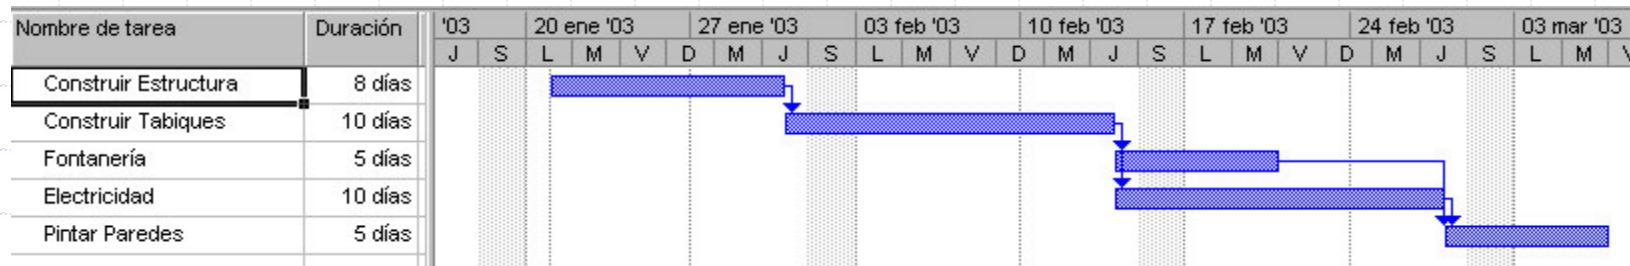 Nombre de tarea Duración '03 20 ene '03 27 ene '03 03 feb '03 10 feb '03 17 feb '03 24 feb '03 03 mar '03
J S L M V D M J S L M V D M J S L M V D M J S L M V
Construir Estructura 8 días
Construir Tabiques 10 días
Fontanería 5 días
Electricidad 10 días
Pintar Paredes 5 días